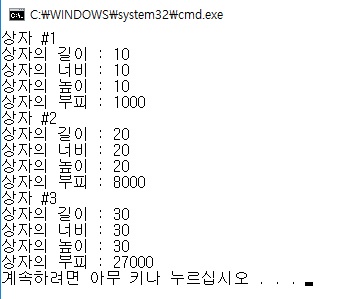 C:\WINDOWS\system32\cmd.exe
상자 #1
상자의 길이 : 10
상자의 너비 : 10
상자의 높이 : 10
상자의 부피 : 1000
상자 #2
상자의 길이 : 20
상자의 너비 : 20
상자의 높이 : 20
상자의 부피 : 8000
상자 #3
상자의 길이 : 30
상자의 너비 : 30
상자의 높이 : 30
상자의 부피 : 27000
계속하려면 아무 키나 누르십시오 . . .